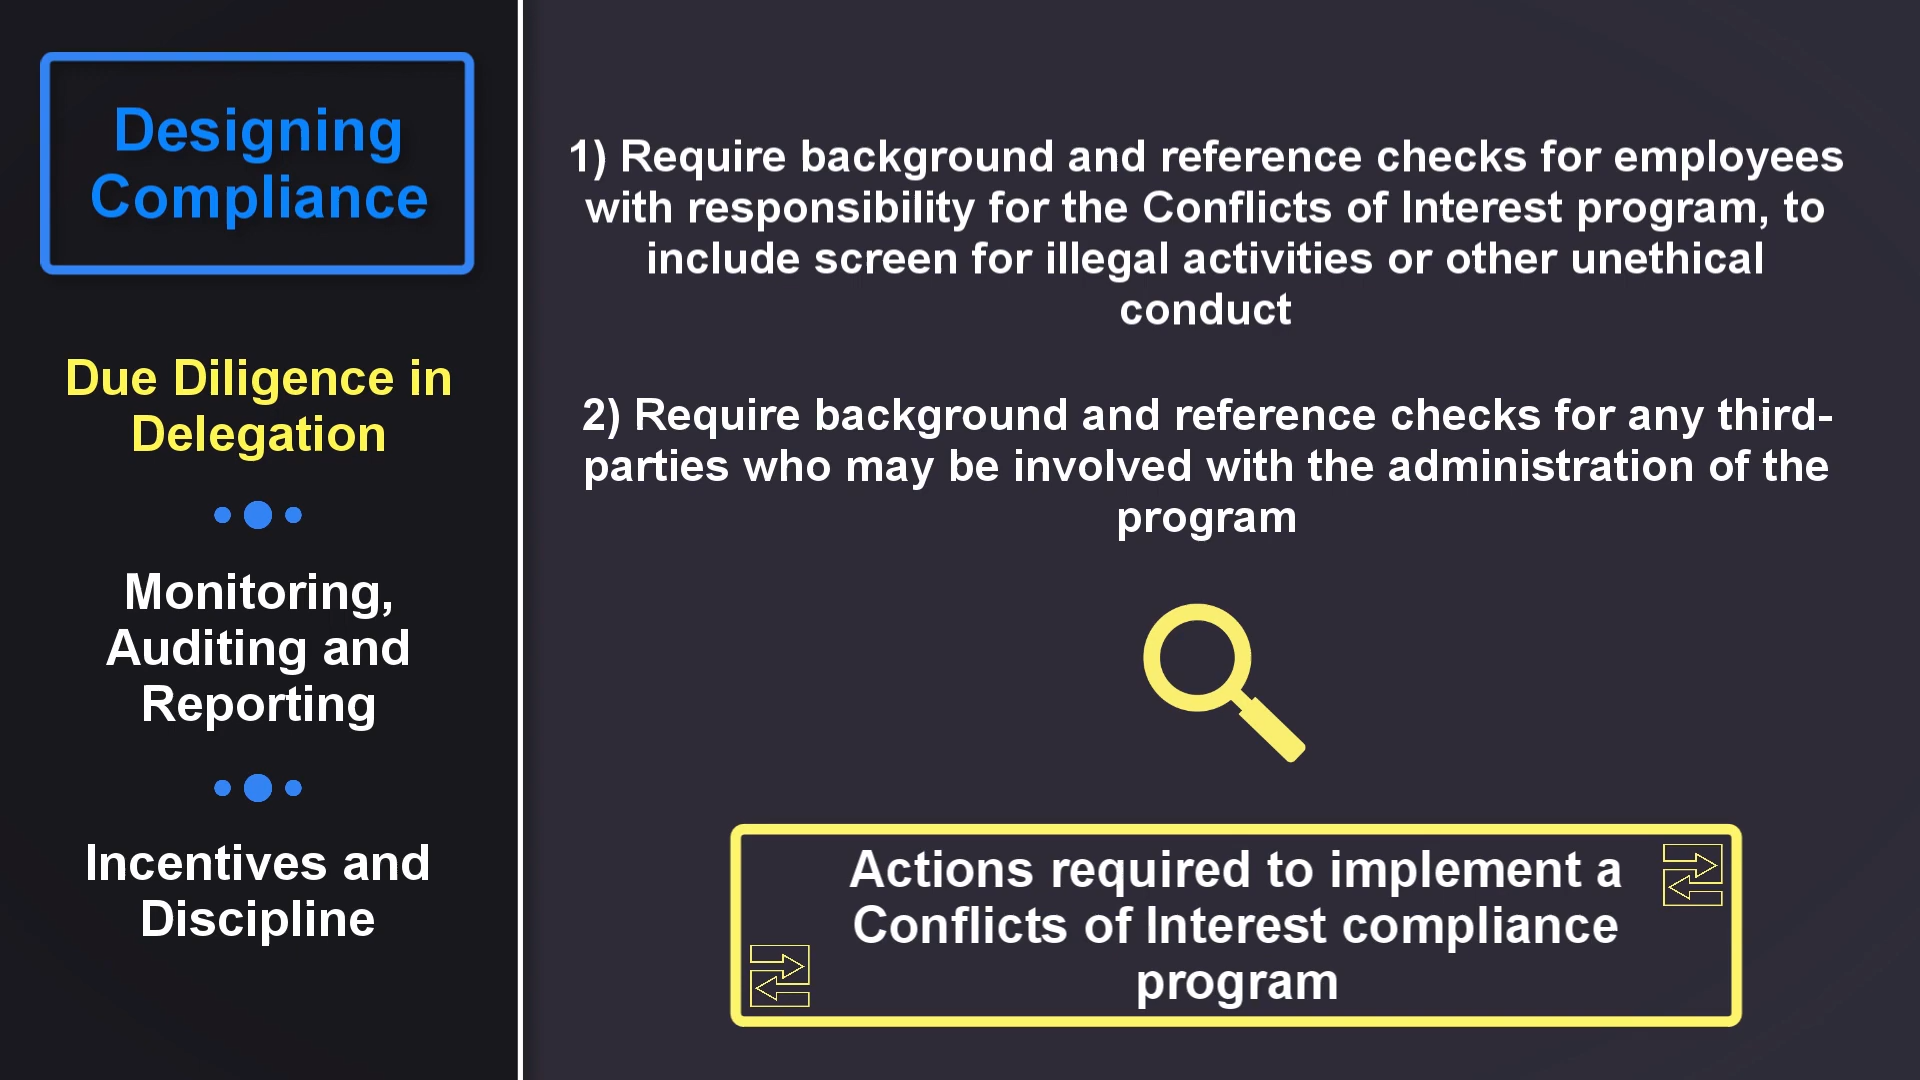 Designing
Compliance
Due Diligence in
Delegation
Monitoring,
Auditing and
Reporting
Incentives and
Discipline
1) Require background and reference checks for employees
with responsibility for the Conflicts of Interest program, to
include screen for illegal activities or other unethical
conduct
2) Require background and reference checks for any third-
parties who may be involved with the administration of the
program
Actions required to implement a
Conflicts of Interest compliance
program